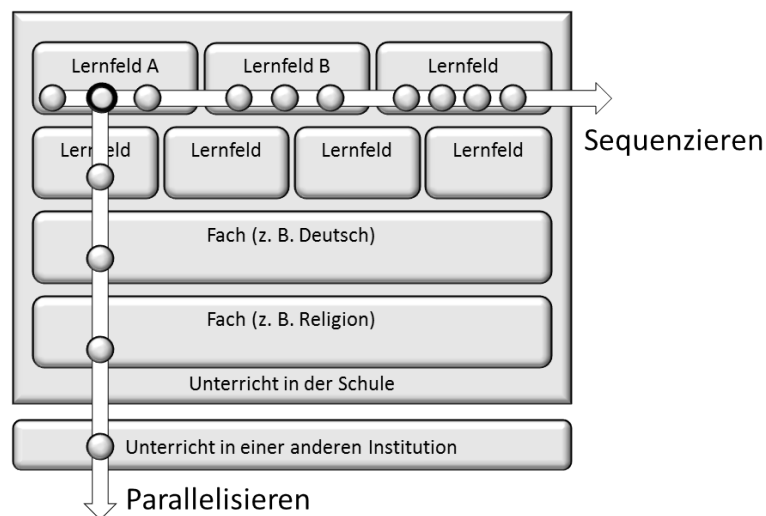 Lernfeld A
Lernfeld B
Lernfeld
Sequenzieren
Lernfeld
Lernfeld
Lernfeld
Lernfeld
Fach (z. B. Deutsch)
Fach (z. B. Religion)
Unterricht in der Schule
Unterricht in einer anderen Institution
Parallelisieren